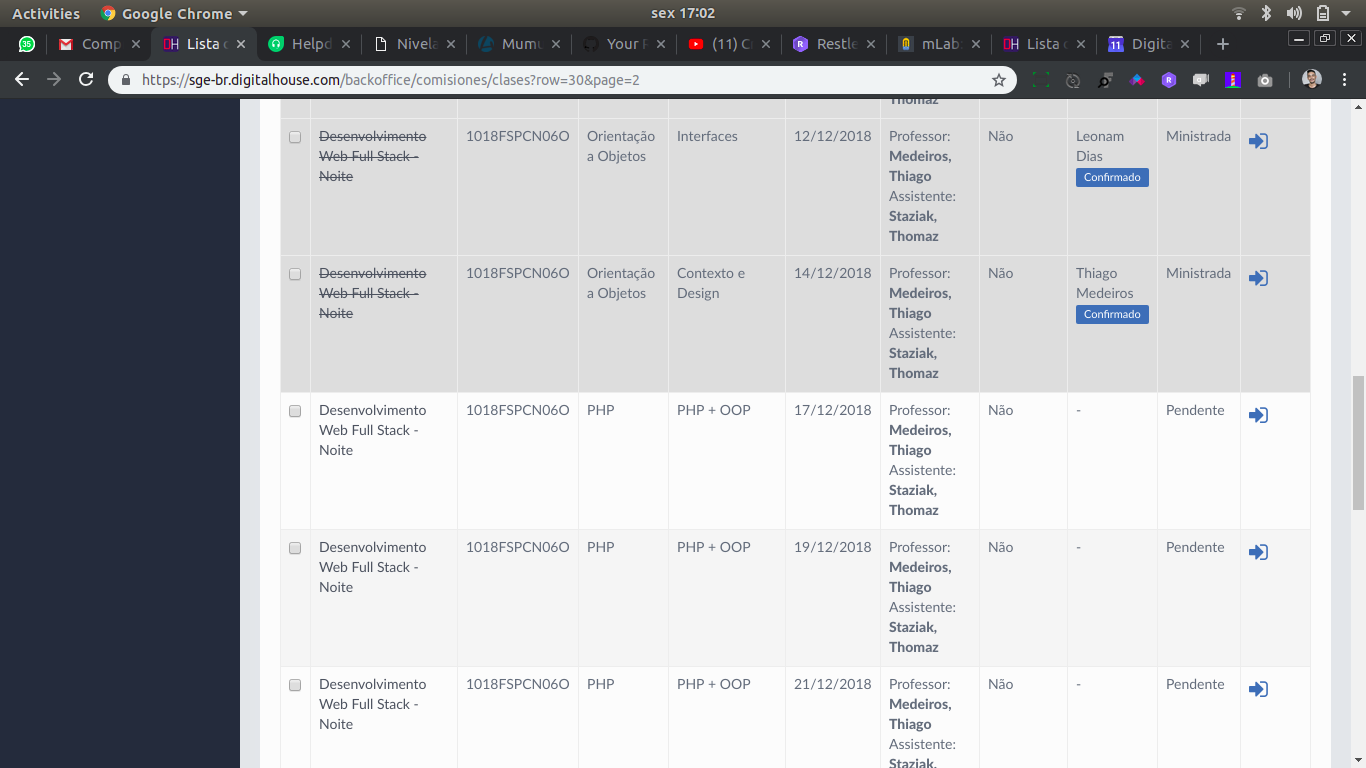 Activities Google Chrome sex 17:02
35 Comp Lista Helpd Nivela Mumu Your (11) Restle mLab Lista 11 Digita
https://sge-br.digitalhouse.com/backoffice/comisiones/clases?row=30&page=2
Thomaz
Desenvolvimento 1018FSPCN06O Orientação Interfaces 12/12/2018 Professor: Não Leonam Ministrada
Web Full Stack - a Objetos Medeiros, Dias
Noite Thiago Confirmado
Assistente:
Staziak,
Thomaz
Desenvolvimento 1018FSPCN06O Orientação Contexto e 14/12/2018 Professor: Não Thiago Ministrada
Web Full Stack - a Objetos Design Medeiros, Medeiros
Noite Thiago Confirmado
Assistente:
Staziak,
Thomaz
Desenvolvimento 1018FSPCN06O PHP PHP + OOP 17/12/2018 Professor: Não - Pendente
Web Full Stack - Medeiros,
Noite Thiago
Assistente:
Staziak,
Thomaz
Desenvolvimento 1018FSPCN06O PHP PHP + OOP 19/12/2018 Professor: Não - Pendente
Web Full Stack - Medeiros,
Noite Thiago
Assistente:
Staziak,
Thomaz
Desenvolvimento 1018FSPCN06O PHP PHP + OOP 21/12/2018 Professor: Não - Pendente
Web Full Stack - Medeiros,
Noite Thiago
Assistente:
Staziak,